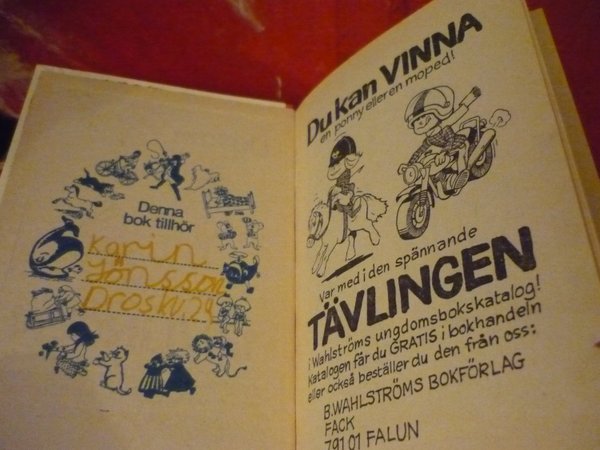 Denna
bok tillhör
Karin
Jönsson
Droskv. 24
Du kan VINNA
en ponny eller en moped!
Var med i den spännande
TÄVLINGEN
i Wahlströms ungdomsbokskatalog!
Katalogen får du GRATIS i bokhandeln
eller också beställer du den från oss:
B. WAHLSTRÖMS BOKFÖRLAG
FACK
791 01 FALUN